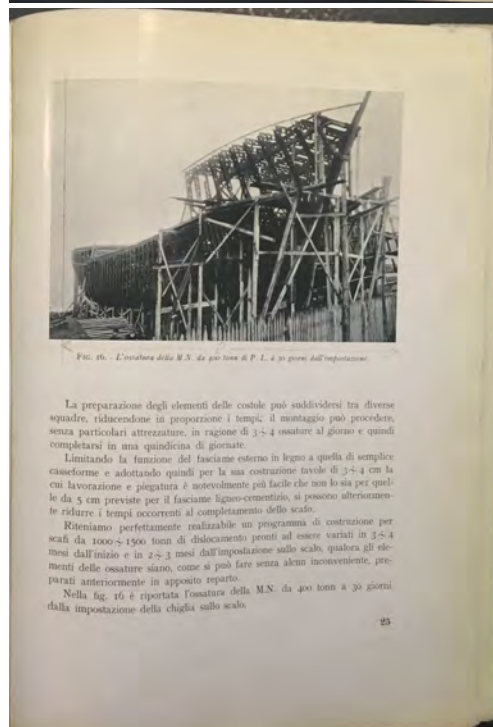 FIG. 16. - L'ossatura della M.N. da 400 tonn di P. L. a 30 giorni dall'impostazione.
La preparazione degli elementi delle costole può suddividersi tra diverse
squadre, riducendone in proporzione i tempi; il montaggio può procedere,
senza particolari attrezzature, in ragione di 3 ÷ 4 ossature al giorno e quindi
completarsi in una quindicina di giornate.
Limitando la funzione del fasciame esterno in legno a quella di semplice
casseforme e adottando quindi per la sua costruzione tavole di 3 ÷ 4 cm la
cui lavorazione e piegatura è notevolmente più facile che non lo sia per quel-
le da 5 cm previste per il fasciame ligneo-cementizio, si possono ulteriormen-
te ridurre i tempi occorrenti al completamento dello scafo.
Riteniamo perfettamente realizzabile un programma di costruzione per
scafi da 1000 ÷ 1500 tonn di dislocamento pronti ad essere variati in 3 ÷ 4
mesi dall'inizio e in 2 ÷ 3 mesi dall'impostazione sullo scalo, qualora gli ele-
menti delle ossature siano, come si può fare senza alcun inconveniente, pre-
parati anteriormente in apposito reparto.
Nella fig. 16 è riportata l'ossatura della M.N. da 400 tonn a 30 giorni
dalla impostazione della chiglia sullo scalo.
25